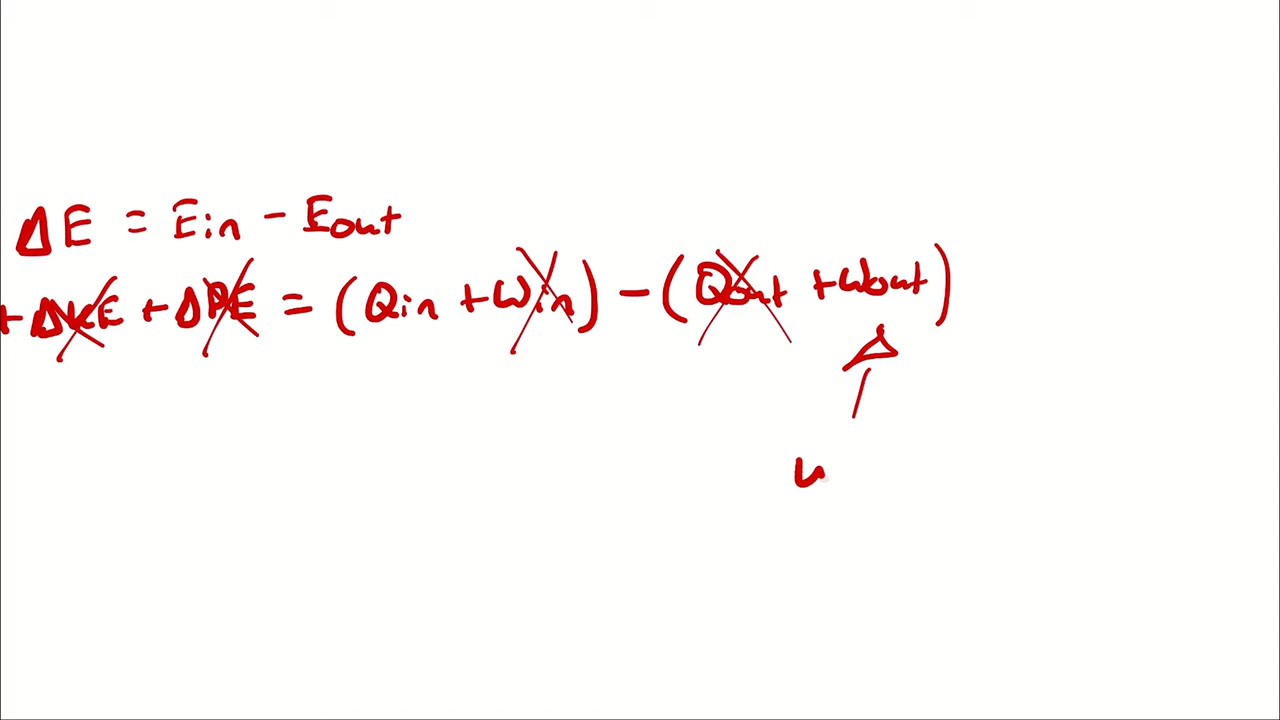 ΔE = Ein - Eout
+ ΔKE + ΔPE = (Qin + Win) - (Qout + Wout)